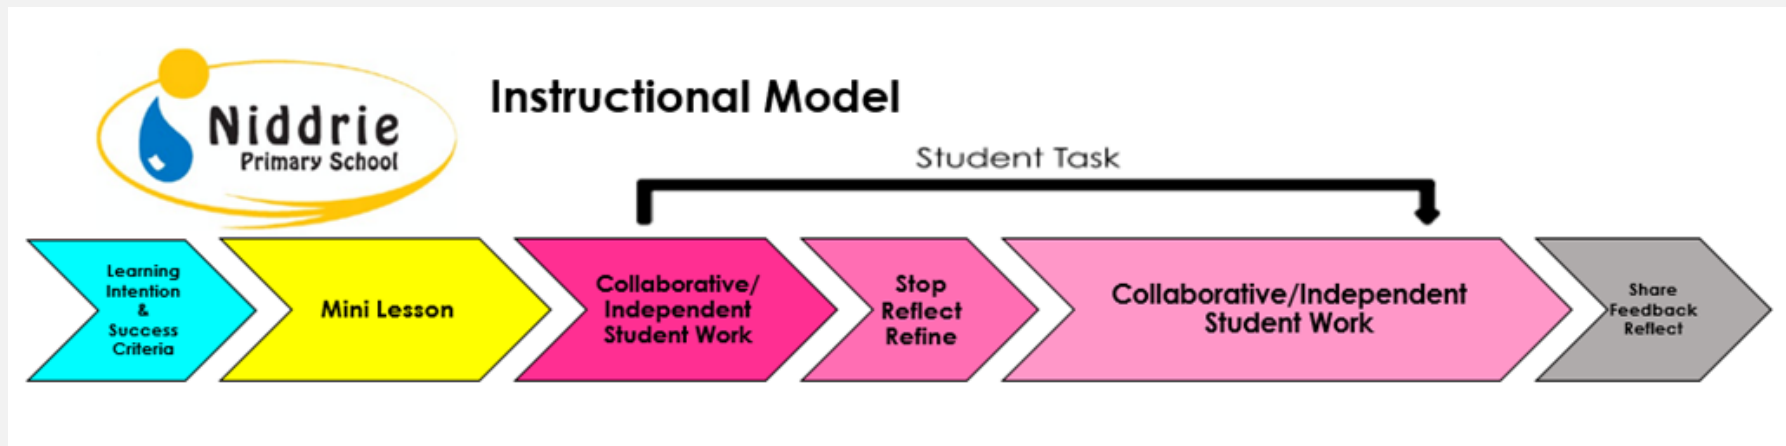 Niddrie
Primary School
Instructional Model
Student Task
Learning
Intention
&
Success
Criteria
Mini Lesson
Collaborative/
Independent
Student Work
Stop
Reflect
Refine
Collaborative/Independent
Student Work
Share
Feedback
Reflect